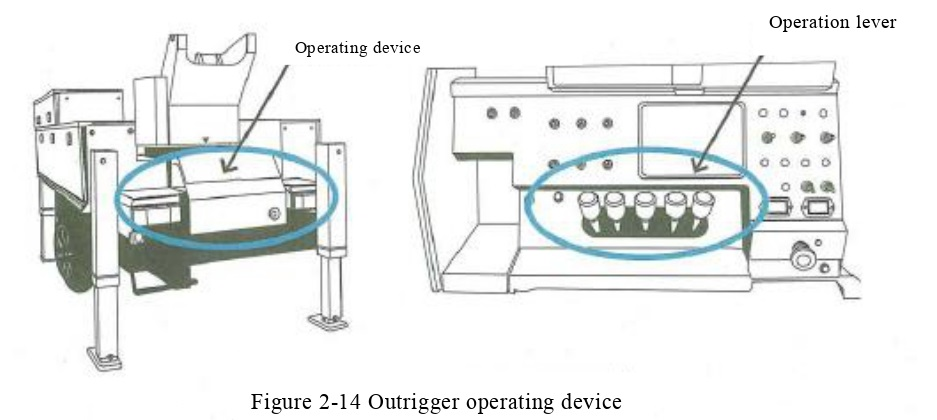 Operation lever
Operating device
Figure 2-14 Outrigger operating device